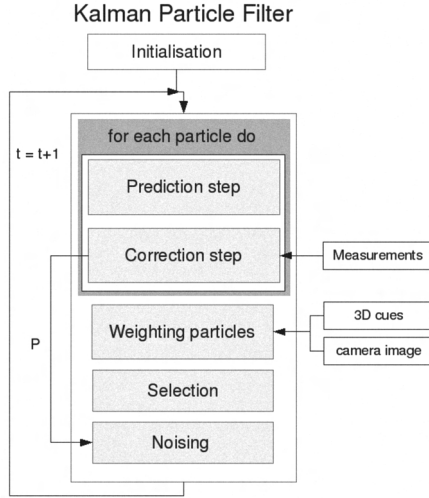 Kalman Particle Filter
Initialisation
for each particle do
t = t+1
Prediction step
Correction step
Measurements
3D cues
Weighting particles
camera image
P
Selection
Noising